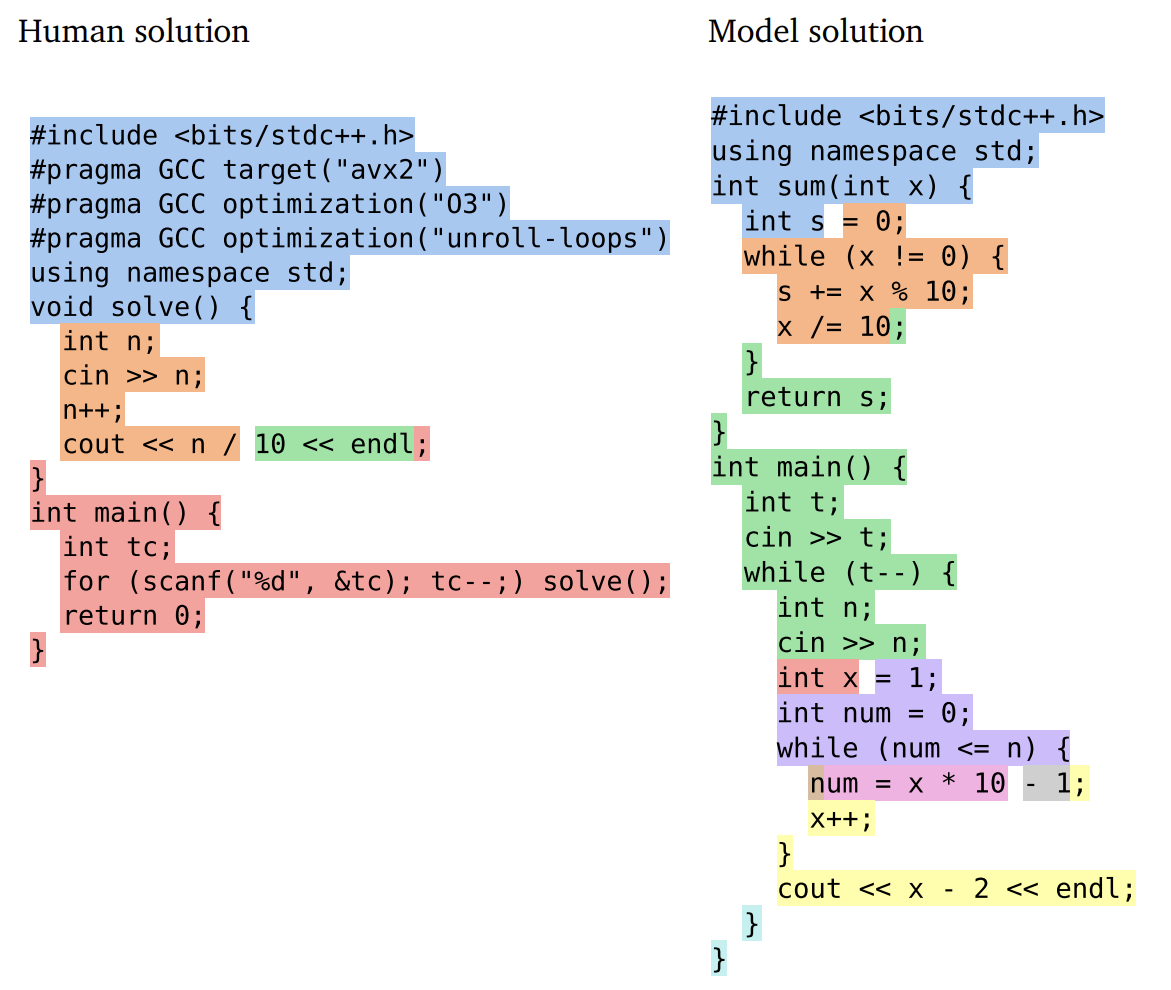 Human solution
#include <bits/stdc++.h>
#pragma GCC target("avx2")
#pragma GCC optimization("O3")
#pragma GCC optimization("unroll-loops")
using namespace std;
void solve() {
int n;
cin >> n;
n++;
cout << n / 10 << endl;
}
int main() {
int tc;
for (scanf("%d", &tc); tc--;) solve();
return 0;
}
Model solution
#include <bits/stdc++.h>
using namespace std;
int sum(int x) {
int s = 0;
while (x != 0) {
s += x % 10;
x /= 10;
}
return s;
}
int main() {
int t;
cin >> t;
while (t--) {
int n;
cin >> n;
int x = 1;
int num = 0;
while (num <= n) {
num = x * 10 - 1;
x++;
}
cout << x - 2 << endl;
}
}